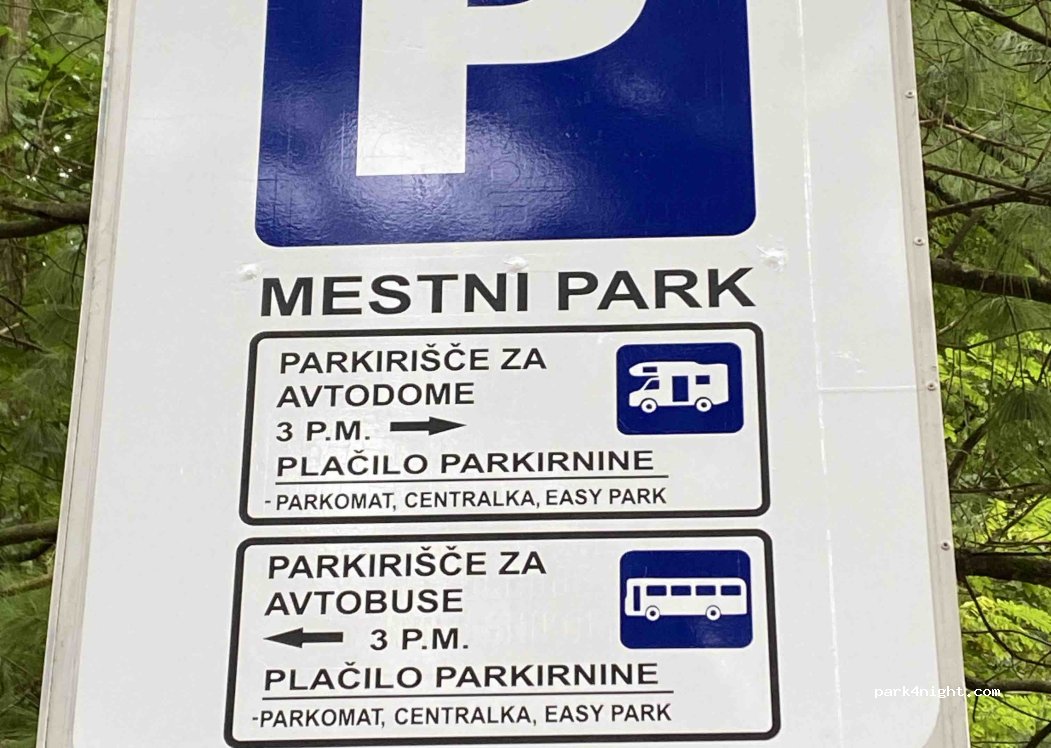 P
MESTNI PARK
PARKIRIŠČE ZA
AVTODOME
3 P.M. →
PLAČILO PARKIRNINE
-PARKOMAT, CENTRALKA, EASY PARK
PARKIRIŠČE ZA
AVTOBUSE
← 3 P.M.
PLAČILO PARKIRNINE
-PARKOMAT, CENTRALKA, EASY PARK
park4night.com